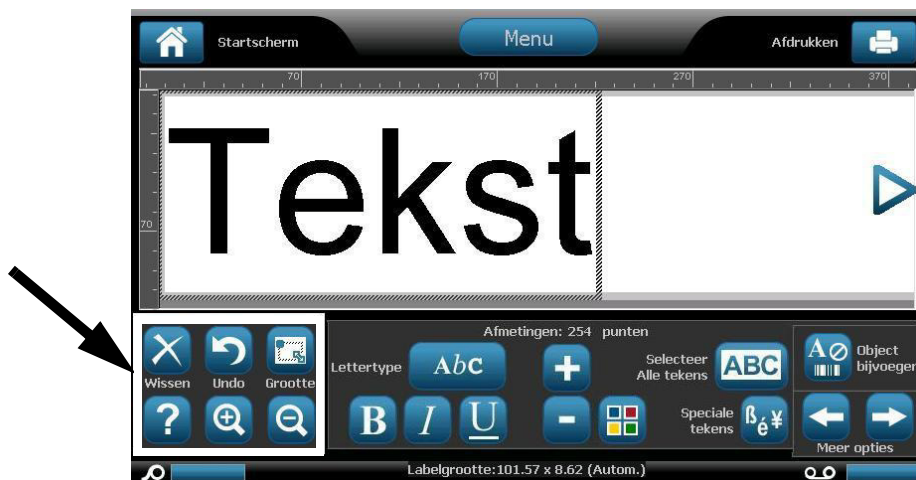 Startscherm
Menu
Afdrukken
70 170 270 370
70
Tekst
Afmetingen: 254 punten
Wissen Undo Grootte
?
Lettertype AbC
+
Selecteer
Alle tekens
ABC
A
Object
bijvoegen
B I U
-
Speciale
tekens
ßé¥
Meer opties
Labelgrootte:101.57 x 8.62 (Autom.)